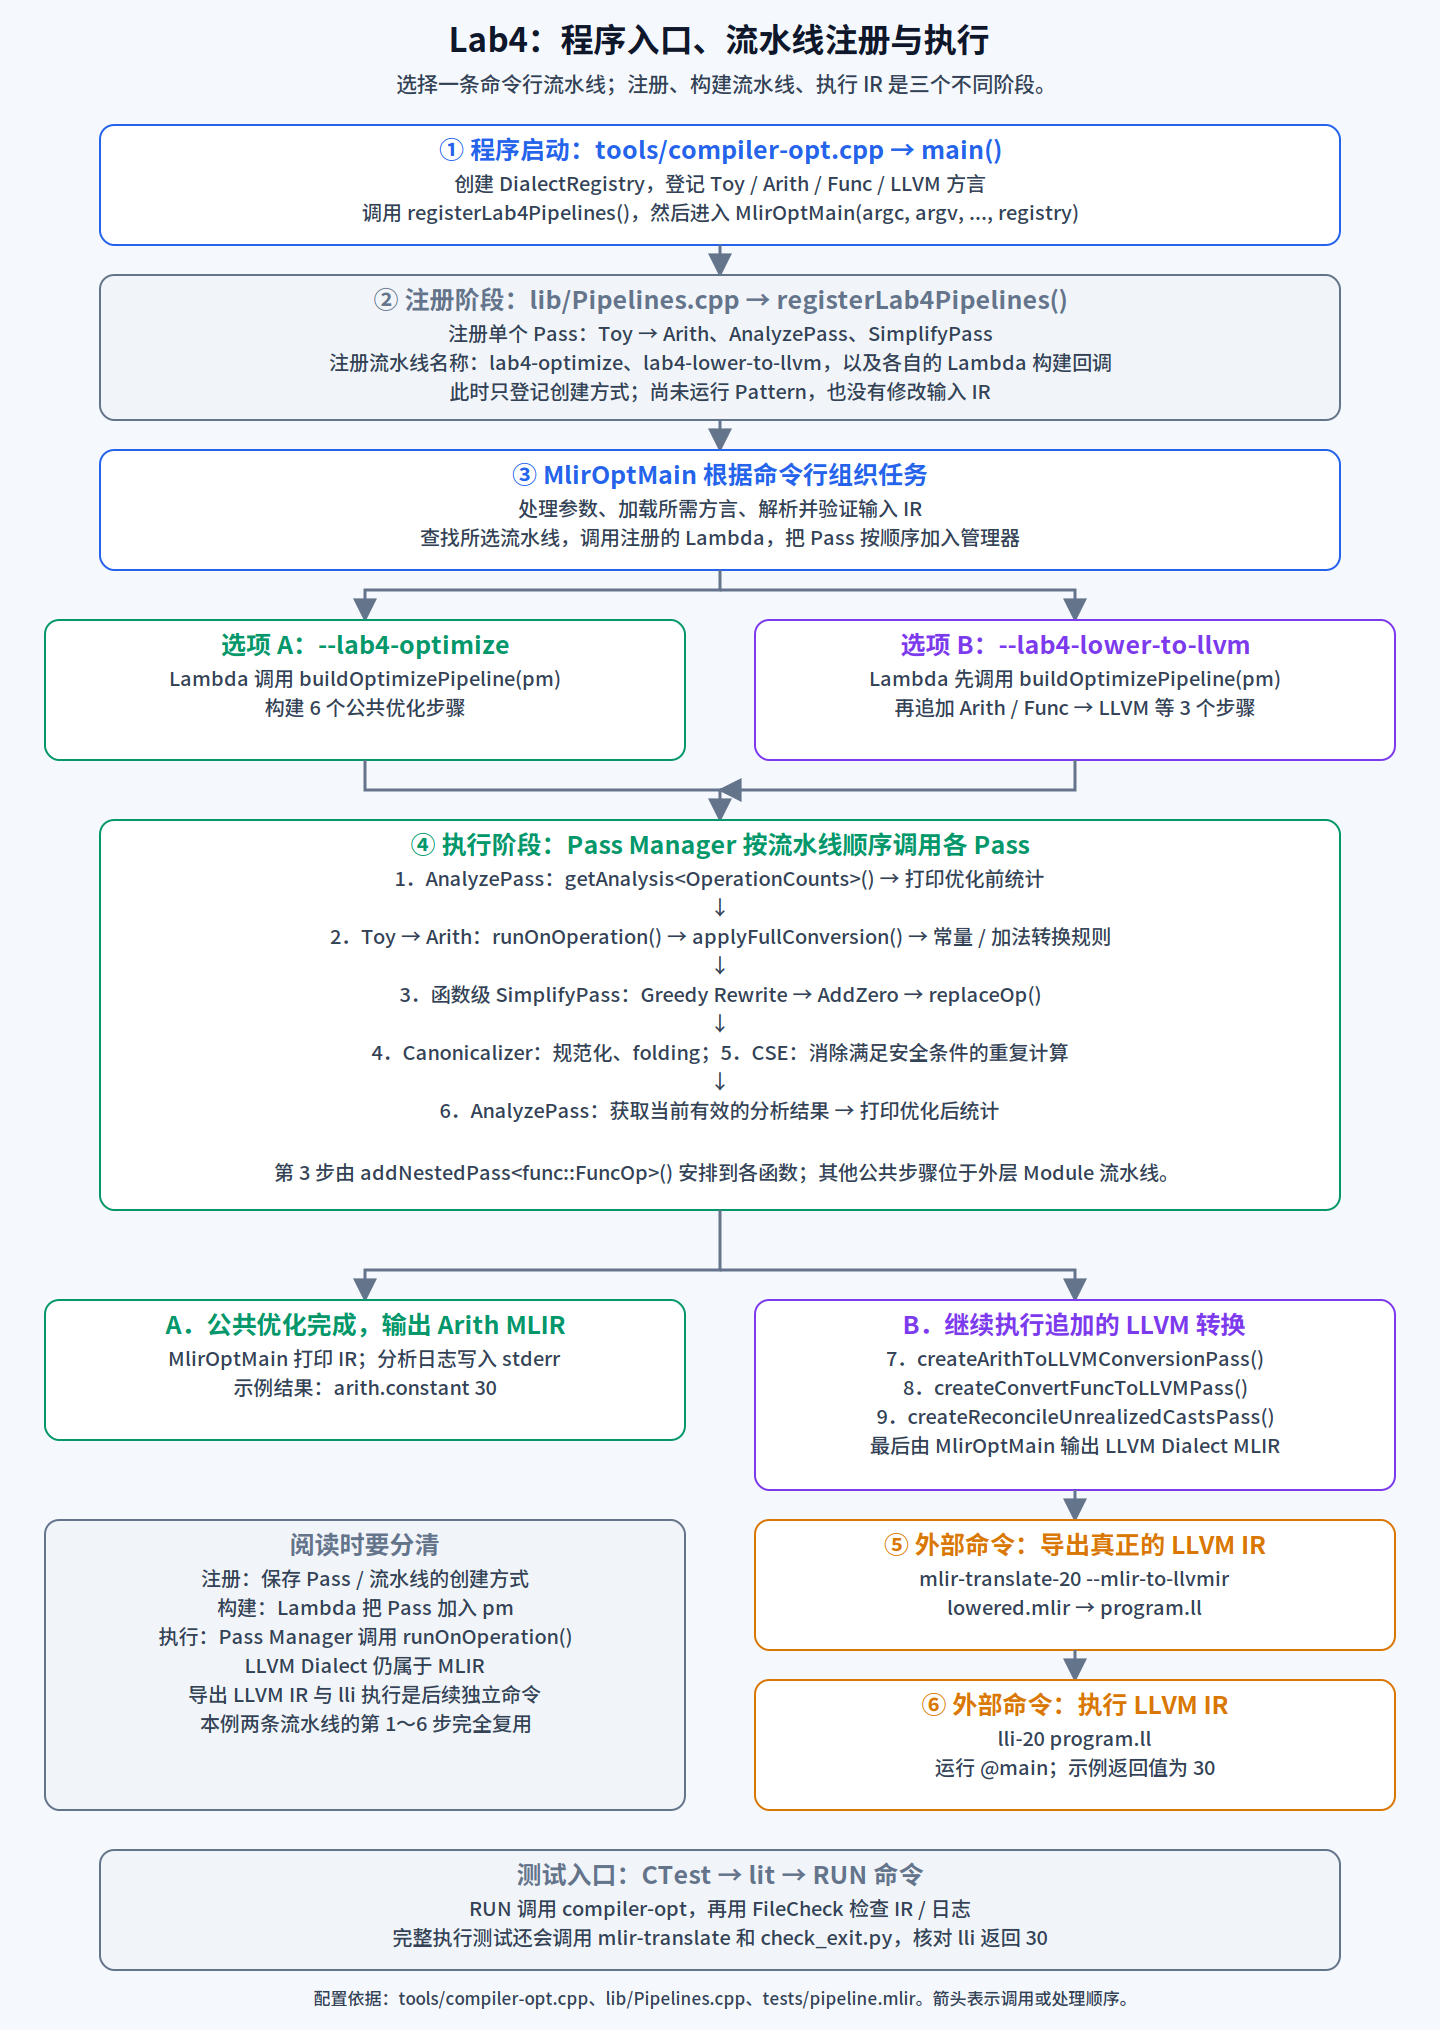 Lab4：程序入口、流水线注册与执行
选择一条命令行流水线；注册、构建流水线、执行 IR 是三个不同阶段。
① 程序启动：tools/compiler-opt.cpp → main()
创建 DialectRegistry，登记 Toy / Arith / Func / LLVM 方言
调用 registerLab4Pipelines()，然后进入 MlirOptMain(argc, argv, ..., registry)
② 注册阶段：lib/Pipelines.cpp → registerLab4Pipelines()
注册单个 Pass：Toy → Arith、AnalyzePass、SimplifyPass
注册流水线名称：lab4-optimize、lab4-lower-to-llvm，以及各自的 Lambda 构建回调
此时只登记创建方式；尚未运行 Pattern，也没有修改输入 IR
③ MlirOptMain 根据命令行组织任务
处理参数、加载所需方言、解析并验证输入 IR
查找所选流水线，调用注册的 Lambda，把 Pass 按顺序加入管理器
选项 A：--lab4-optimize
Lambda 调用 buildOptimizePipeline(pm)
构建 6 个公共优化步骤
选项 B：--lab4-lower-to-llvm
Lambda 先调用 buildOptimizePipeline(pm)
再追加 Arith / Func → LLVM 等 3 个步骤
④ 执行阶段：Pass Manager 按流水线顺序调用各 Pass
1．AnalyzePass：getAnalysis<OperationCounts>() → 打印优化前统计
↓
2．Toy → Arith：runOnOperation() → applyFullConversion() → 常量 / 加法转换规则
↓
3．函数级 SimplifyPass：Greedy Rewrite → AddZero → replaceOp()
↓
4．Canonicalizer：规范化、folding；5．CSE：消除满足安全条件的重复计算
↓
6．AnalyzePass：获取当前有效的分析结果 → 打印优化后统计
第 3 步由 addNestedPass<func::FuncOp>() 安排到各函数；其他公共步骤位于外层 Module 流水线。
A．公共优化完成，输出 Arith MLIR
MlirOptMain 打印 IR；分析日志写入 stderr
示例结果：arith.constant 30
B．继续执行追加的 LLVM 转换
7．createArithToLLVMConversionPass()
8．createConvertFuncToLLVMPass()
9．createReconcileUnrealizedCastsPass()
最后由 MlirOptMain 输出 LLVM Dialect MLIR
阅读时要分清
注册：保存 Pass / 流水线的创建方式
构建：Lambda 把 Pass 加入 pm
执行：Pass Manager 调用 runOnOperation()
LLVM Dialect 仍属于 MLIR
导出 LLVM IR 与 lli 执行是后续独立命令
本例两条流水线的第 1～6 步完全复用
⑤ 外部命令：导出真正的 LLVM IR
mlir-translate-20 --mlir-to-llvmir
lowered.mlir → program.ll
⑥ 外部命令：执行 LLVM IR
lli-20 program.ll
运行 @main；示例返回值为 30
测试入口：CTest → lit → RUN 命令
RUN 调用 compiler-opt，再用 FileCheck 检查 IR / 日志
完整执行测试还会调用 mlir-translate 和 check_exit.py，核对 lli 返回 30
配置依据：tools/compiler-opt.cpp、lib/Pipelines.cpp、tests/pipeline.mlir。箭头表示调用或处理顺序。